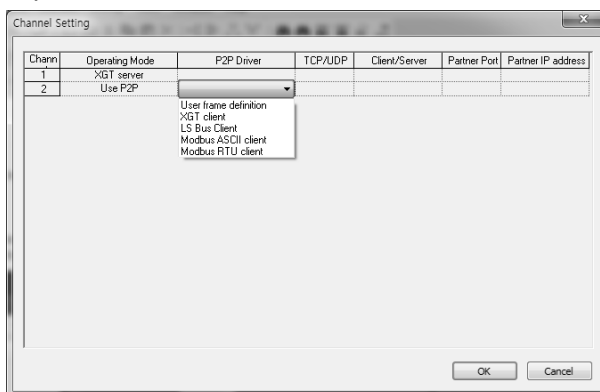 Channel Setting
Chann Operating Mode P2P Driver TCP/UDP Client/Server Partner Port Partner IP address
1 XGT server
2 Use P2P
User frame definition
XGT client
LS Bus Client
Modbus ASCII client
Modbus RTU client
OK Cancel